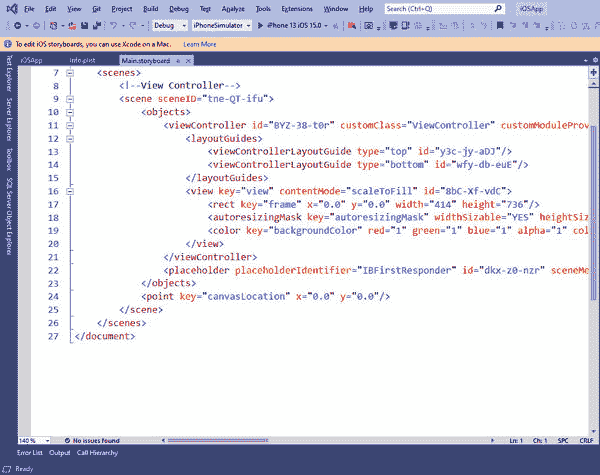 File Edit View Git Project Build Debug Test Analyze Tools Extensions Window Help Search (Ctrl+Q) iOSApp
Debug iPhoneSimulator iPhone 13 iOS 15.0
To edit iOS storyboards, you can use Xcode on a Mac. Learn More
iOSApp Info.plist Main.storyboard
Test Explorer
Server Explorer
Toolbox
SQL Server Object Explorer
7 <scenes>
8 <!--View Controller-->
9 <scene sceneID="tne-QT-ifu">
10 <objects>
11 <viewController id="BYZ-38-t0r" customClass="ViewController" customModuleProv
12 <layoutGuides>
13 <viewControllerLayoutGuide type="top" id="y3c-jy-aDJ"/>
14 <viewControllerLayoutGuide type="bottom" id="wfy-db-euE"/>
15 </layoutGuides>
16 <view key="view" contentMode="scaleToFill" id="8bC-Xf-vdC">
17 <rect key="frame" x="0.0" y="0.0" width="414" height="736"/>
18 <autoresizingMask key="autoresizingMask" widthSizable="YES" heightSiz
19 <color key="backgroundColor" red="1" green="1" blue="1" alpha="1" col
20 </view>
21 </viewController>
22 <placeholder placeholderIdentifier="IBFirstResponder" id="dkx-z0-nzr" sceneMe
23 </objects>
24 <point key="canvasLocation" x="0.0" y="0.0"/>
25 </scene>
26 </scenes>
27 </document>
140 % No issues found Ln: 1 Ch: 1 SPC CRLF
Error List Output Call Hierarchy
Ready